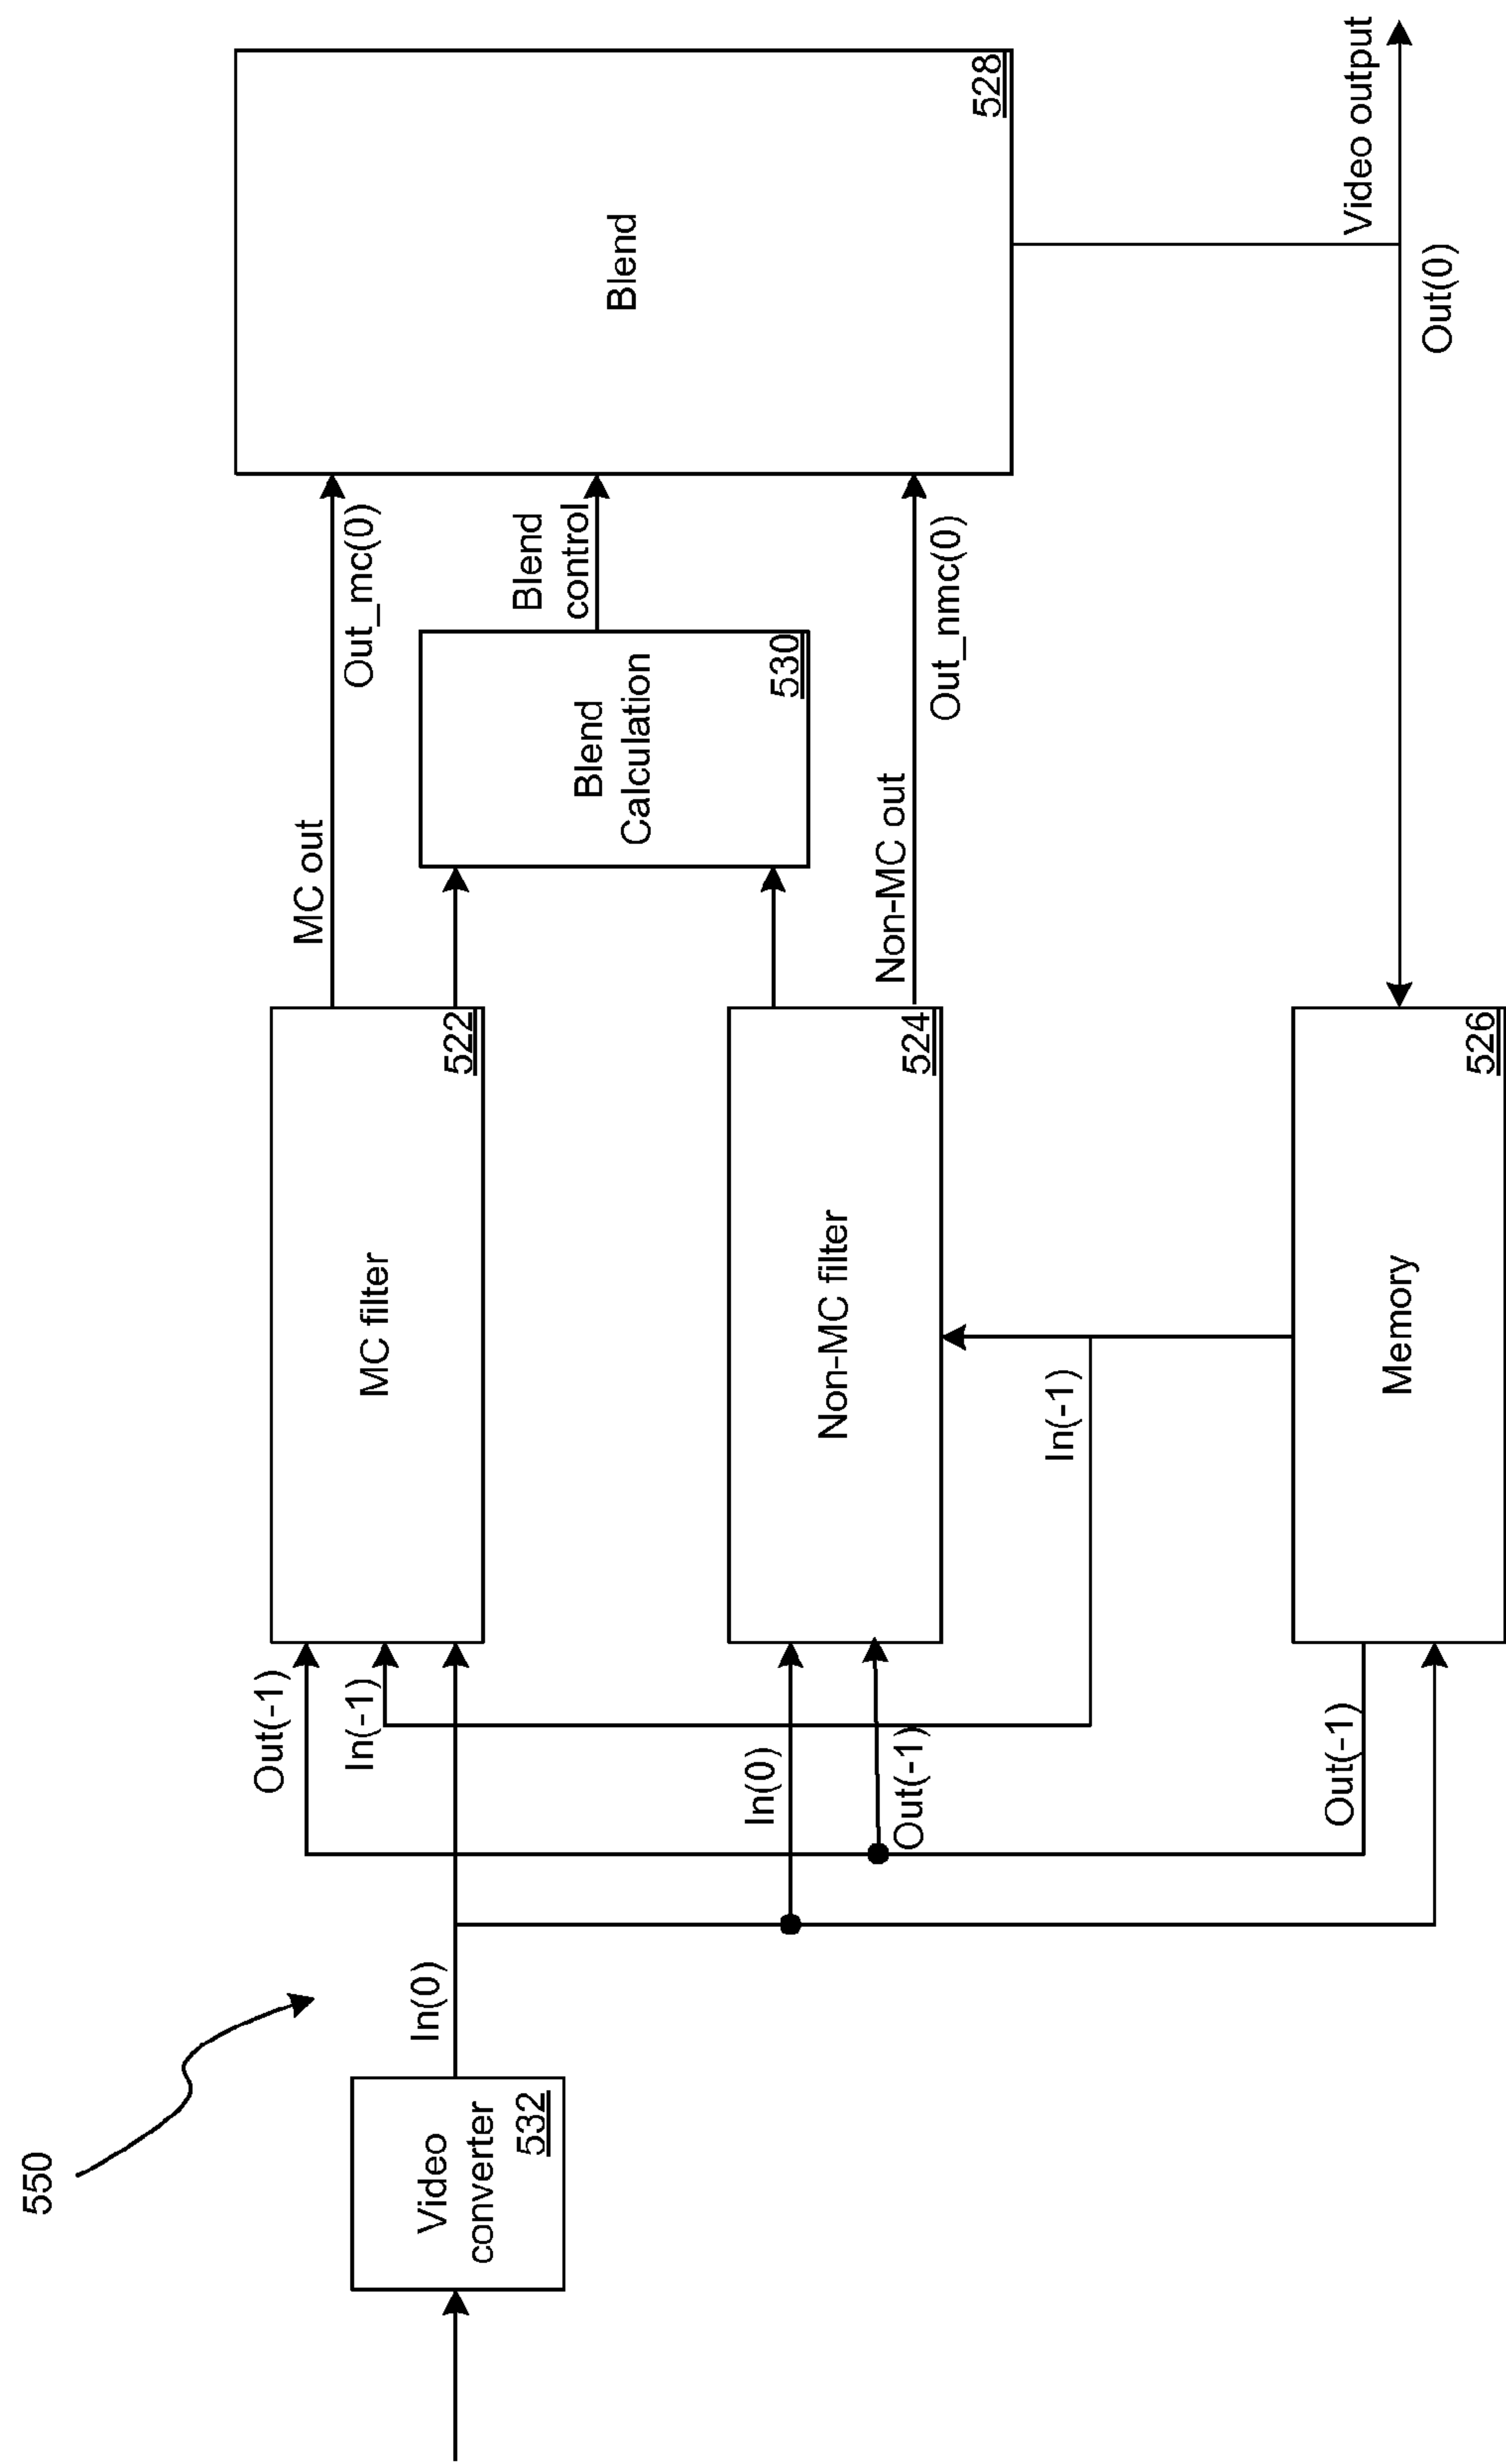 550
Video
converter
532
In(0)
Out(-1)
In(-1)
In(0)
Out(-1)
Out(-1)
In(-1)
MC filter
522
Non-MC filter
524
Memory
526
MC out
Out_mc(0)
Blend
Calculation
530
Blend
control
Non-MC out
Out_nmc(0)
Blend
528
Video output
Out(0)